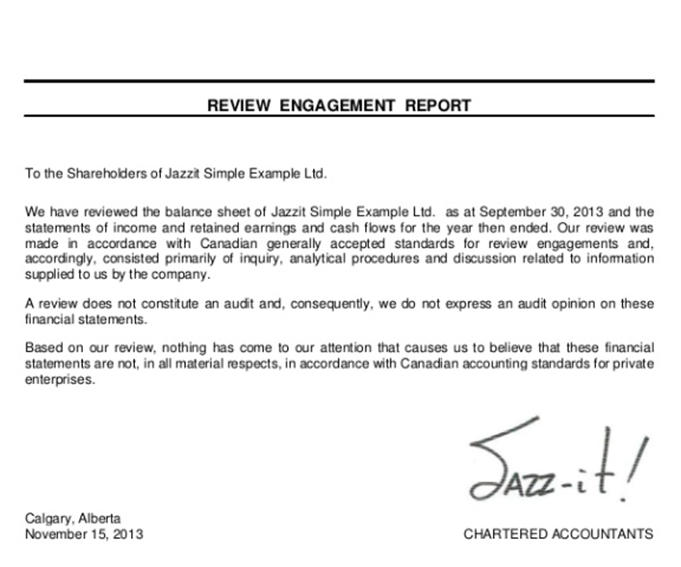 REVIEW ENGAGEMENT REPORT
To the Shareholders of Jazzit Simple Example Ltd.
We have reviewed the balance sheet of Jazzit Simple Example Ltd. as at September 30, 2013 and the
statements of income and retained earnings and cash flows for the year then ended. Our review was
made in accordance with Canadian generally accepted standards for review engagements and,
accordingly, consisted primarily of inquiry, analytical procedures and discussion related to information
supplied to us by the company.
A review does not constitute an audit and, consequently, we do not express an audit opinion on these
financial statements.
Based on our review, nothing has come to our attention that causes us to believe that these financial
statements are not, in all material respects, in accordance with Canadian accounting standards for private
enterprises.
Jazz-it!
Calgary, Alberta
November 15, 2013 CHARTERED ACCOUNTANTS